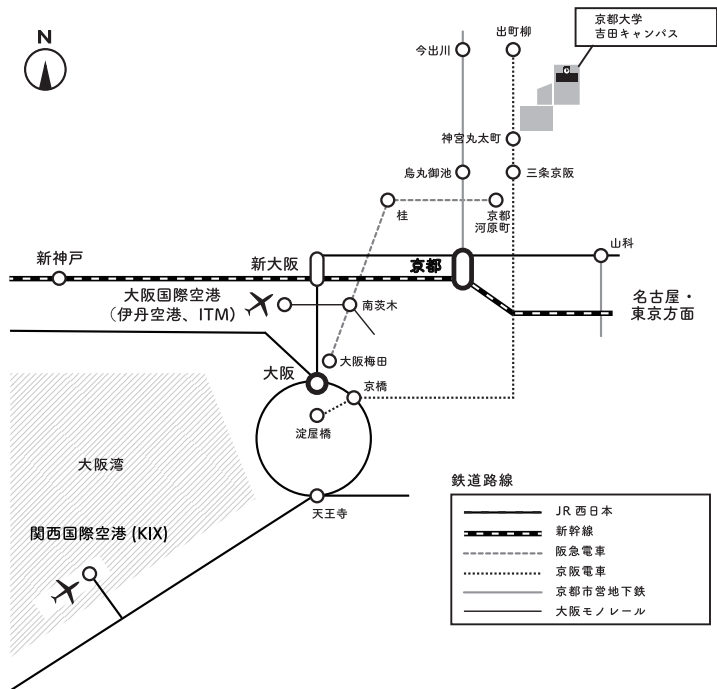 N
京都大学
吉田キャンパス
今出川
出町柳
神宮丸太町
烏丸御池
三条京阪
桂
京都
河原町
新神戸
新大阪
京都
山科
大阪国際空港
（伊丹空港、ITM）
南茨木
名古屋・
東京方面
大阪梅田
大阪
京橋
淀屋橋
大阪湾
天王寺
関西国際空港 (KIX)
鉄道路線
JR 西日本
新幹線
阪急電車
京阪電車
京都市営地下鉄
大阪モノレール